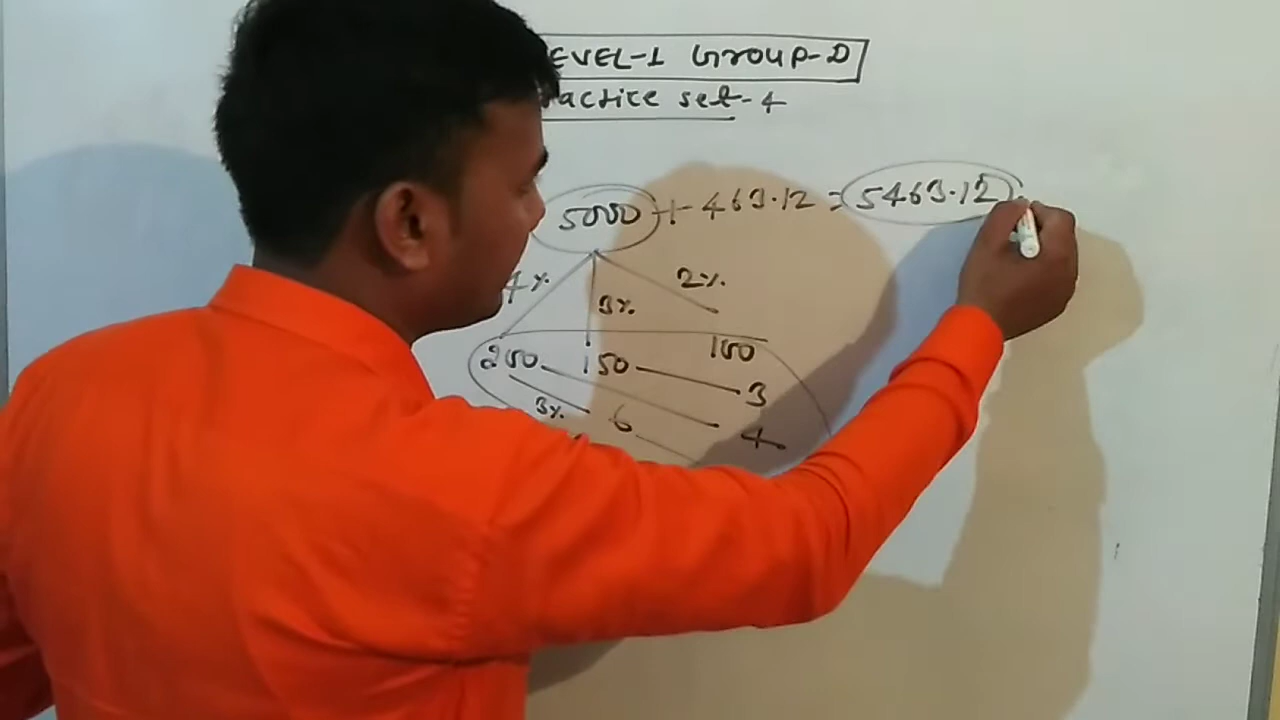 EVEL-1 Group-D
actice set-4
5000 + 463.12 = 5463.12
4% 3% 2%
200 150 100
3
3% 6 4